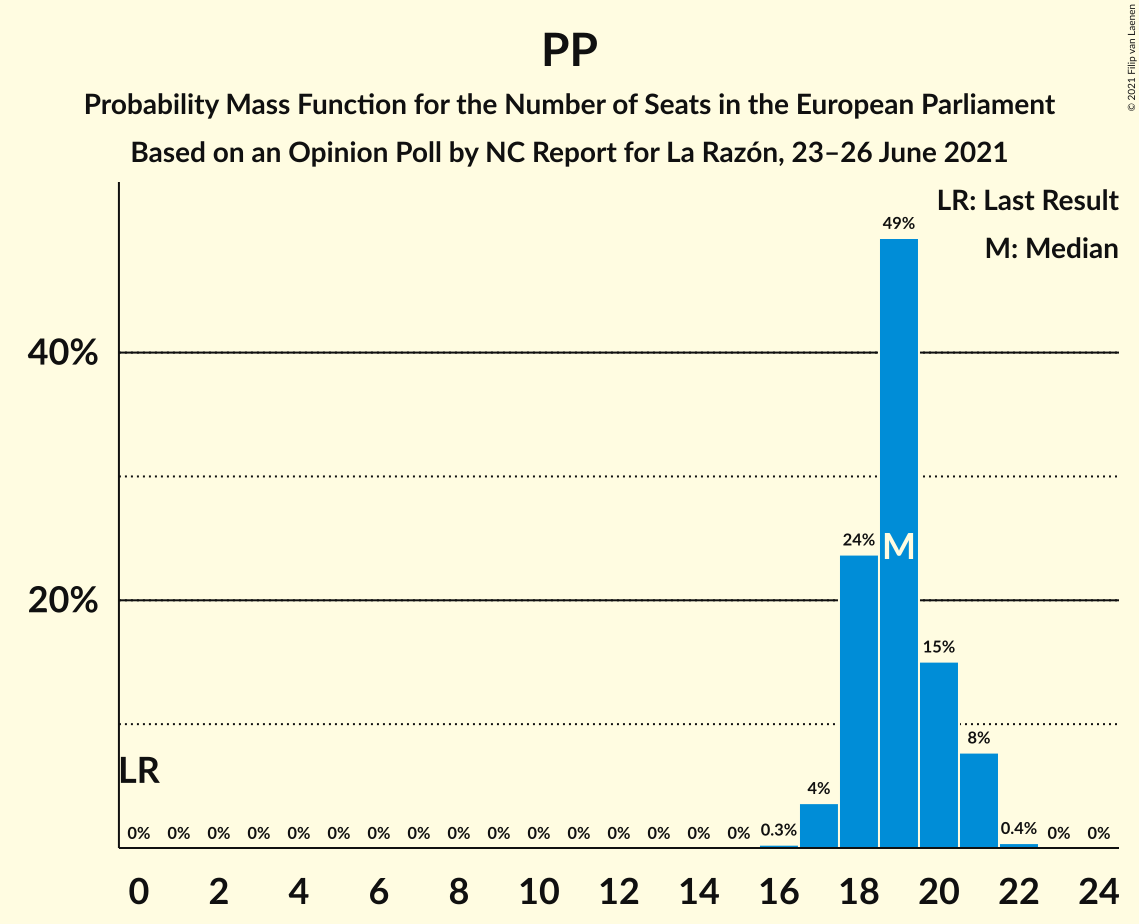 PP
Probability Mass Function for the Number of Seats in the European Parliament
Based on an Opinion Poll by NC Report for La Razón, 23–26 June 2021
© 2021 Filip van Laenen
LR: Last Result
M: Median
49%
40%
24%
M
20%
15%
8%
LR
4%
0% 0% 0% 0% 0% 0% 0% 0% 0% 0% 0% 0% 0% 0% 0% 0% 0.3% 0.4% 0% 0%
0 2 4 6 8 10 12 14 16 18 20 22 24